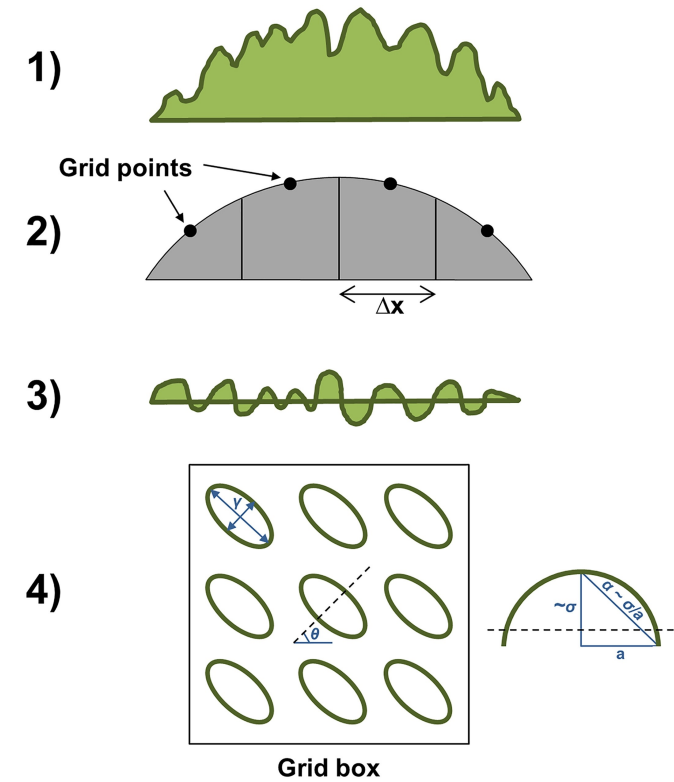 1)
Grid points
2)
Δx
3)
4)
γ
θ
~σ
α ~ σ/a
a
Grid box